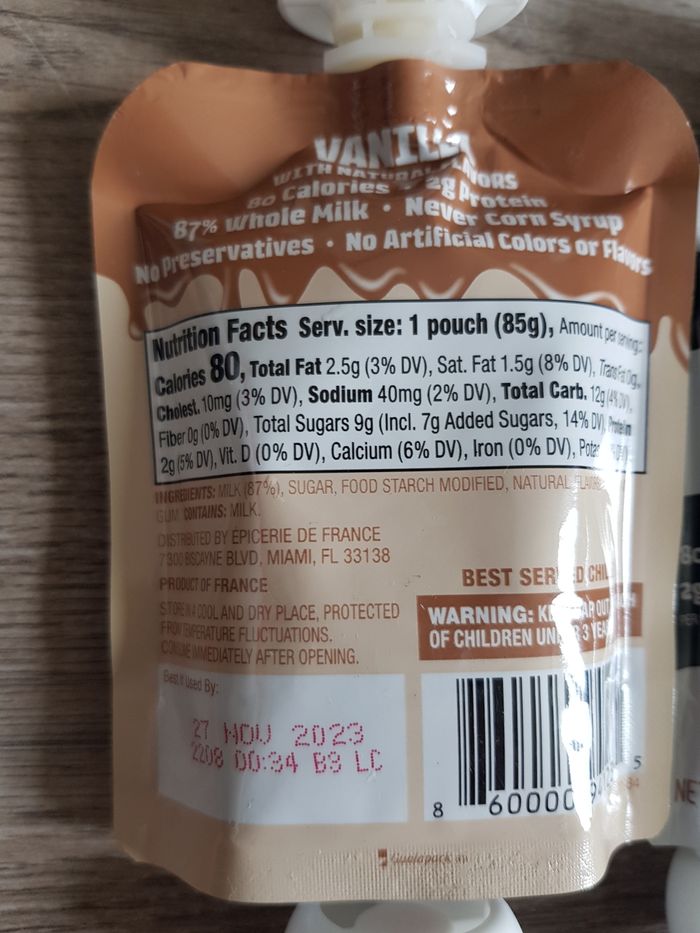 VANILLA
WITH NATURAL FLAVORS
80 Calories • 2g Protein
87% Whole Milk • Never Corn Syrup
No Preservatives • No Artificial Colors or Flavors
Nutrition Facts Serv. size: 1 pouch (85g), Amount per serving:
Calories 80, Total Fat 2.5g (3% DV), Sat. Fat 1.5g (8% DV), Trans Fat 0g,
Cholest. 10mg (3% DV), Sodium 40mg (2% DV), Total Carb. 12g (4% DV),
Fiber 0g (0% DV), Total Sugars 9g (Incl. 7g Added Sugars, 14% DV), Protein
2g (5% DV), Vit. D (0% DV), Calcium (6% DV), Iron (0% DV),
INGREDIENTS: MILK (87%), SUGAR, FOOD STARCH MODIFIED, NATURAL
GUM. CONTAINS: MILK.
DISTRIBUTED BY ÉPICERIE DE FRANCE
7300 BISCAYNE BLVD, MIAMI, FL 33138
PRODUCT OF FRANCE
STORE IN A COOL AND DRY PLACE, PROTECTED
FROM TEMPERATURE FLUCTUATIONS.
CONSUME IMMEDIATELY AFTER OPENING.
BEST SERVED
WARNING: OUT
OF CHILDREN UNDER 3
Best if Used By:
27 NOV 2023
2208 00:34 B9 LC
8 60000 5
Gualapack